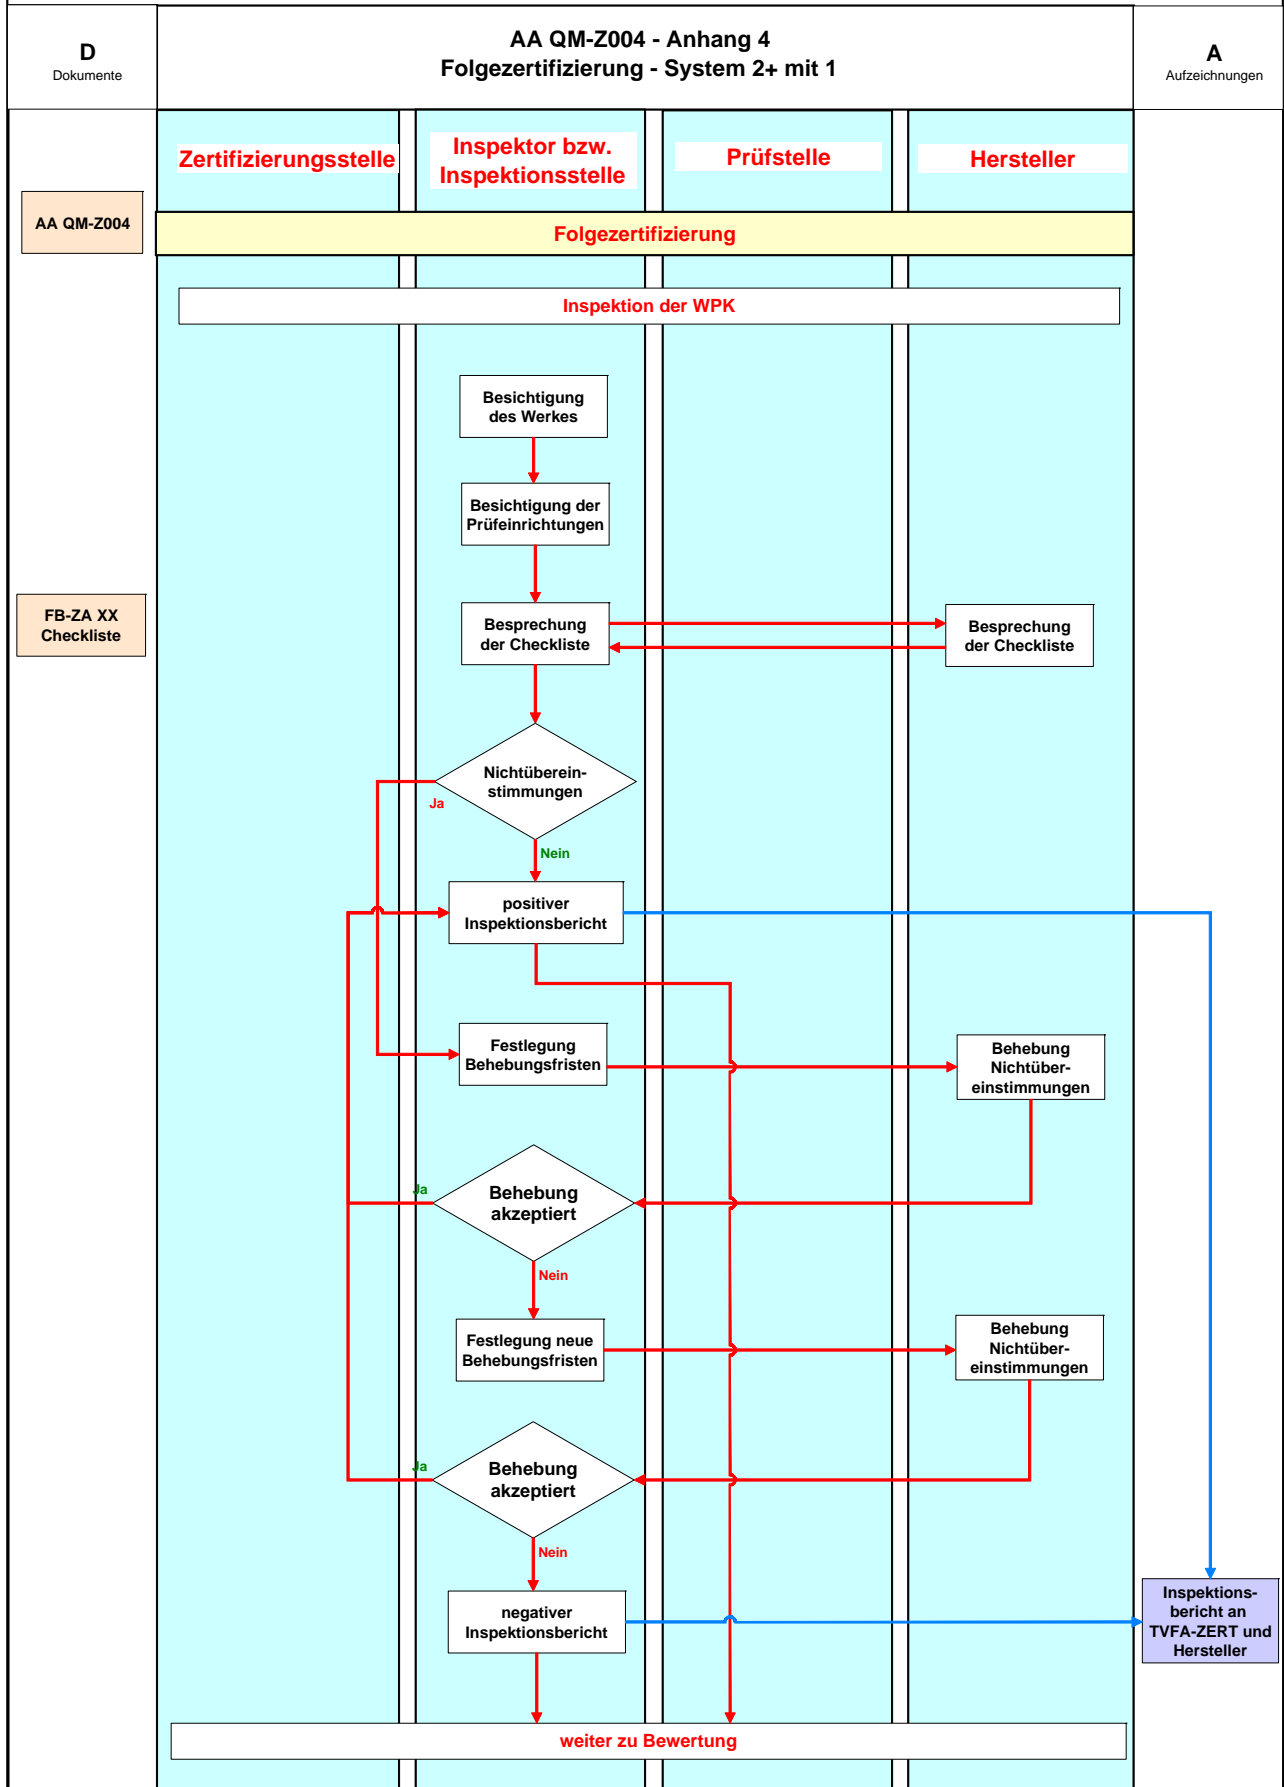 D
Dokumente
AA QM-Z004 - Anhang 4
Folgezertifizierung - System 2+ mit 1
A
Aufzeichnungen
Zertifizierungsstelle
Inspektor bzw.
Inspektionsstelle
Prüfstelle
Hersteller
AA QM-Z004
Folgezertifizierung
Inspektion der WPK
Besichtigung
des Werkes
Besichtigung der
Prüfeinrichtungen
FB-ZA XX
Checkliste
Besprechung
der Checkliste
Besprechung
der Checkliste
Nichtüberein-
stimmungen
Ja
Nein
positiver
Inspektionsbericht
Festlegung
Behebungsfristen
Behebung
Nichtüber-
einstimmungen
Ja
Behebung
akzeptiert
Nein
Festlegung neue
Behebungsfristen
Behebung
Nichtüber-
einstimmungen
Ja
Behebung
akzeptiert
Nein
negativer
Inspektionsbericht
Inspektions-
bericht an
TVFA-ZERT und
Hersteller
weiter zu Bewertung